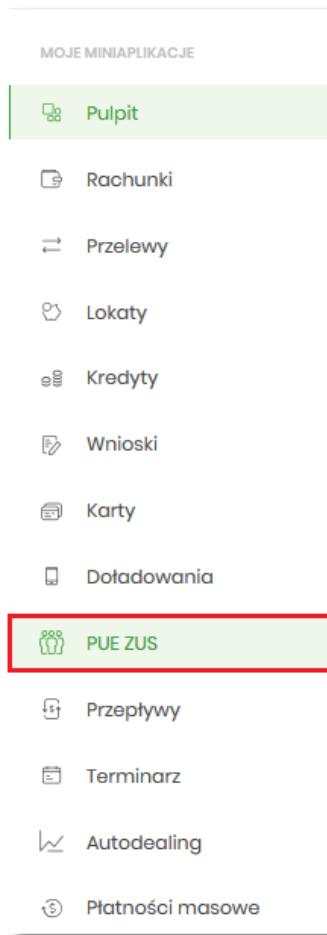 MOJE MINIAPLIKACJE
Pulpit
Rachunki
Przelewy
Lokaty
Kredyty
Wnioski
Karty
Doładowania
PUE ZUS
Przepływy
Terminarz
Autodealing
Płatności masowe